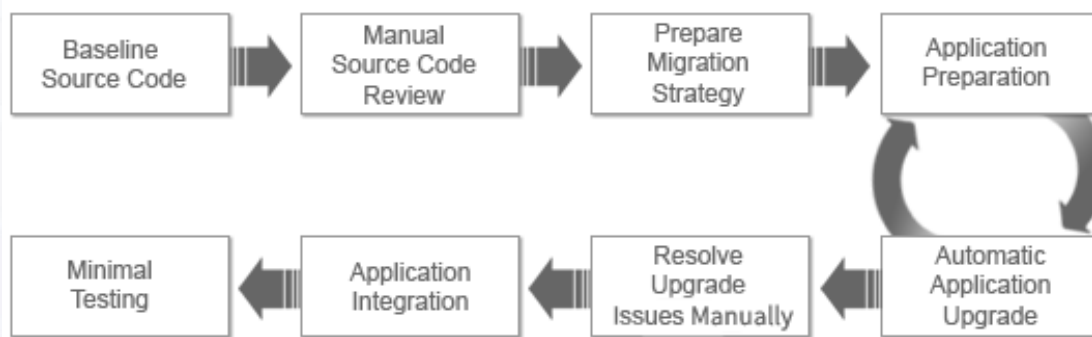 Baseline
Source Code
Manual
Source Code
Review
Prepare
Migration
Strategy
Application
Preparation
Automatic
Application
Upgrade
Resolve
Upgrade
Issues Manually
Application
Integration
Minimal
Testing